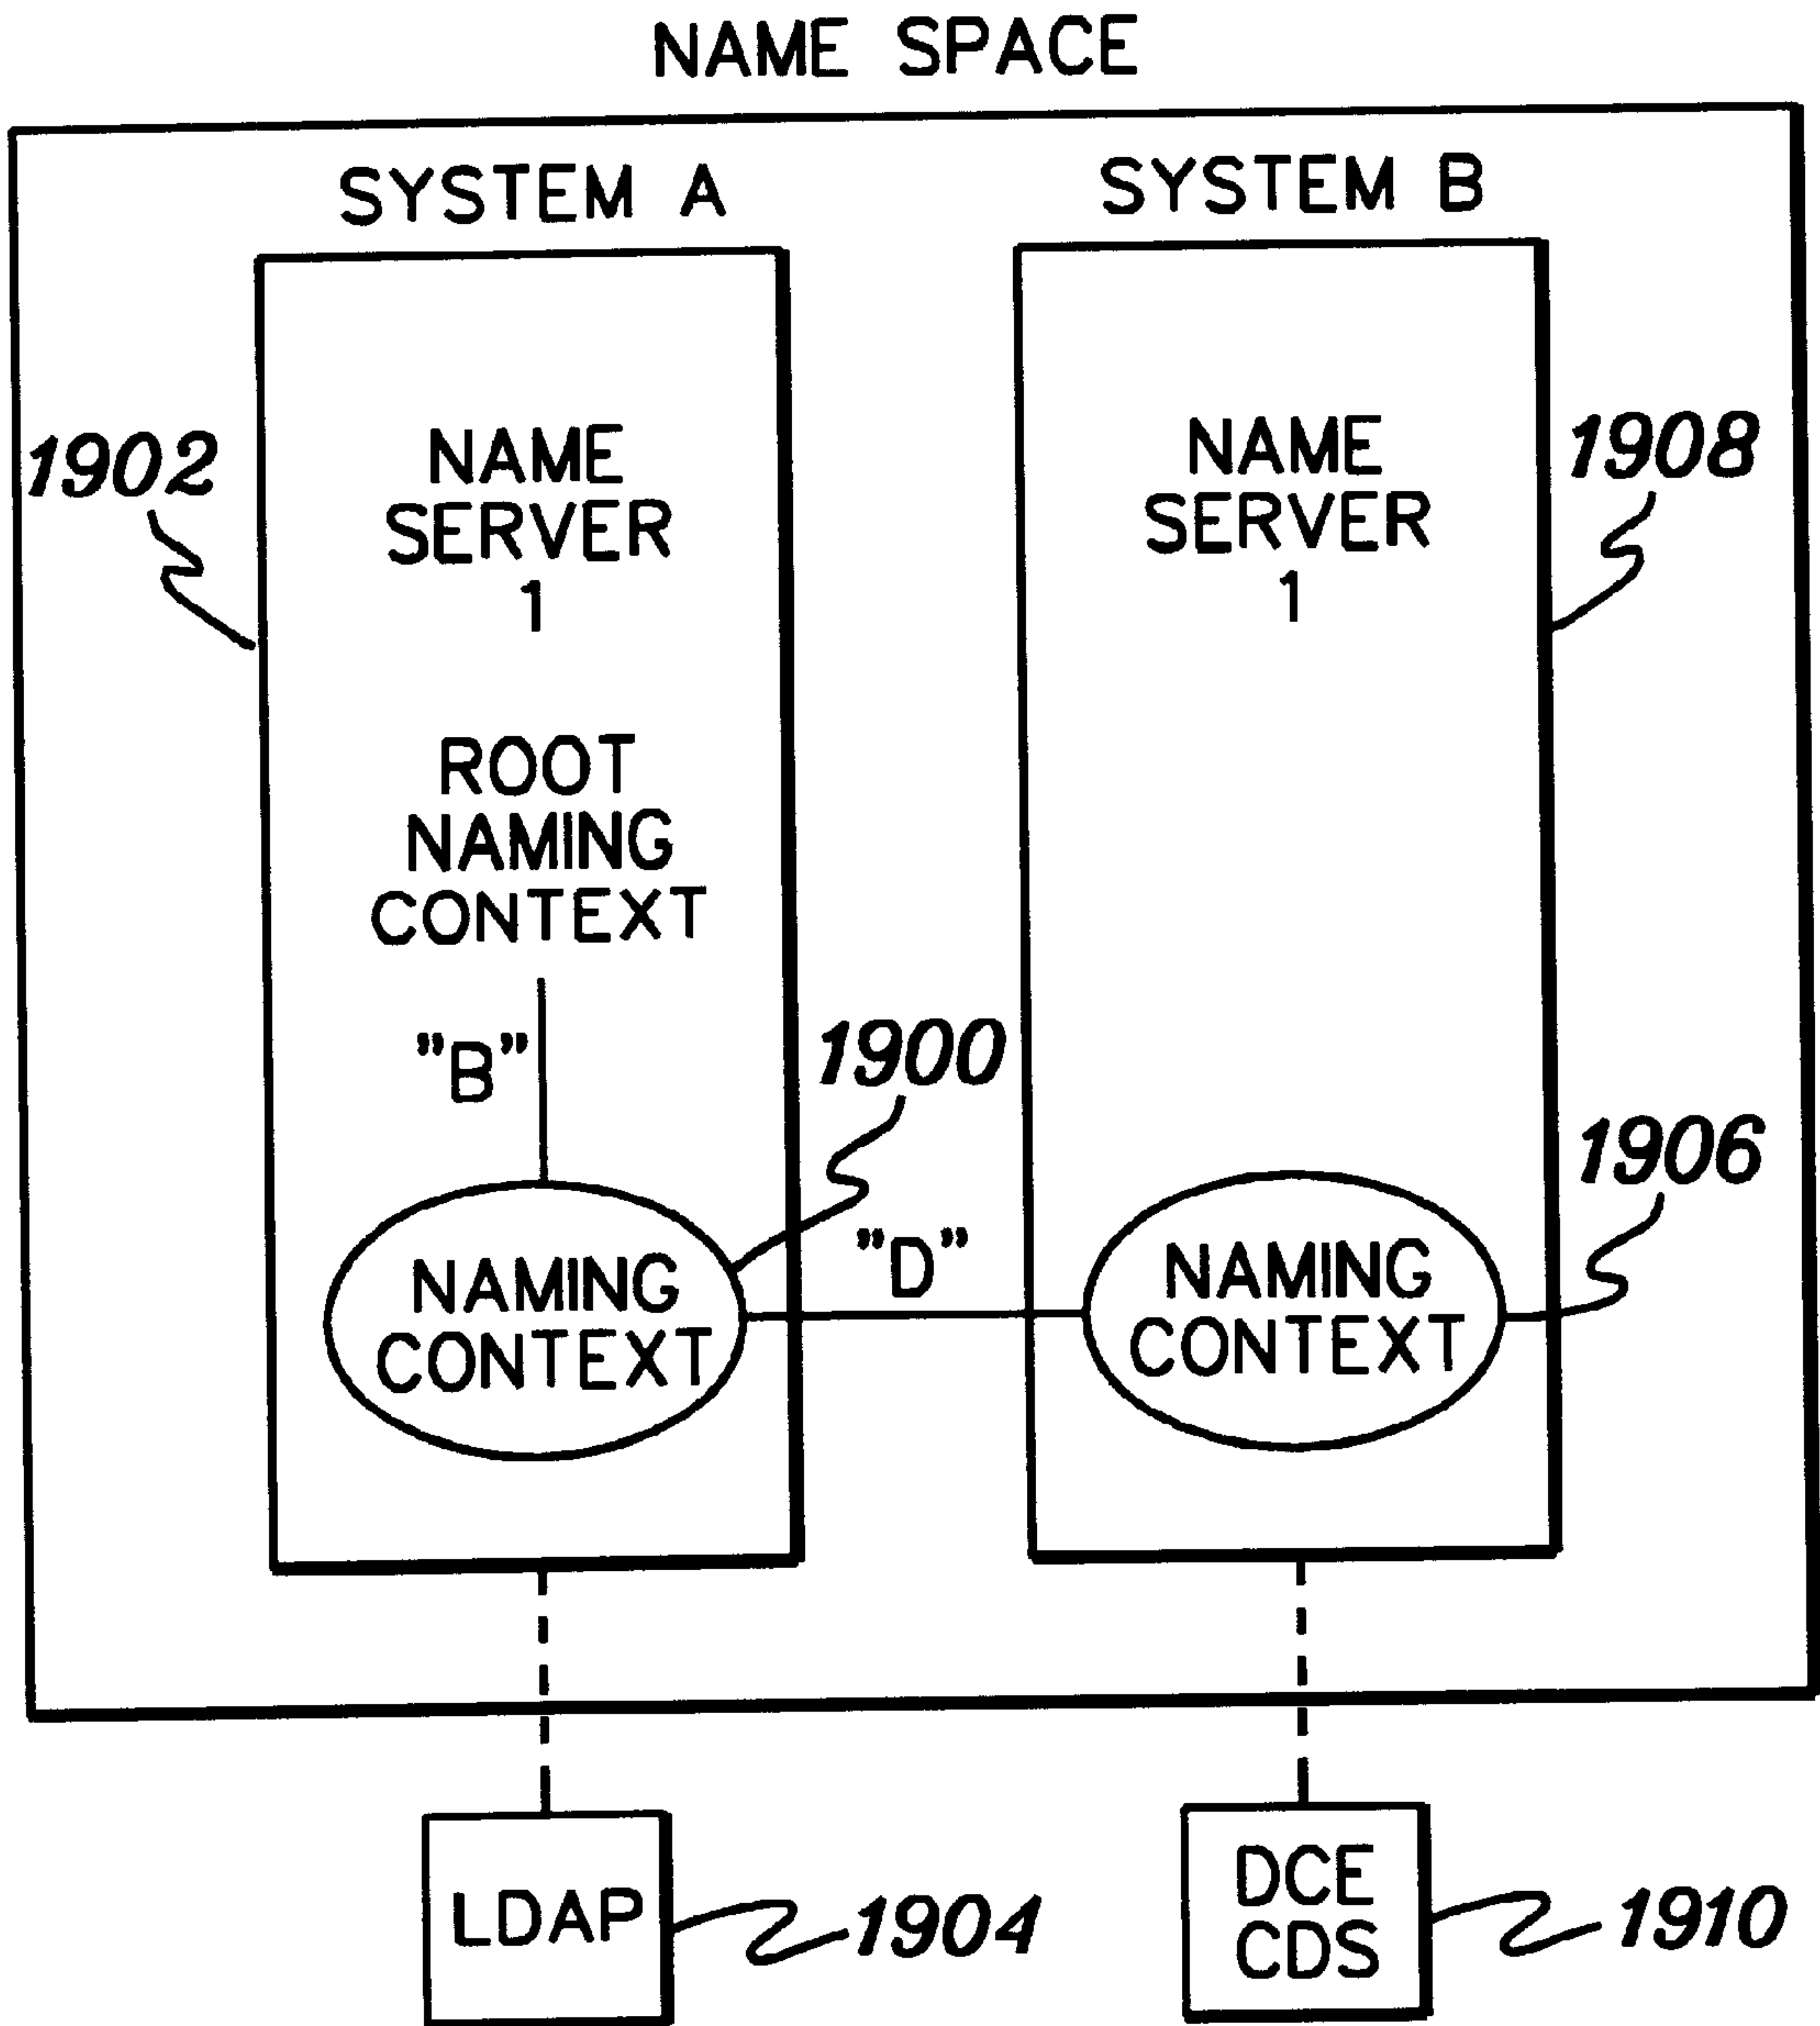 NAME SPACE
SYSTEM A
SYSTEM B
1902
NAME
SERVER
1
NAME
SERVER
1
1908
ROOT
NAMING
CONTEXT
"B"
1900
1906
"D"
NAMING
CONTEXT
NAMING
CONTEXT
LDAP
1904
DCE
CDS
1910